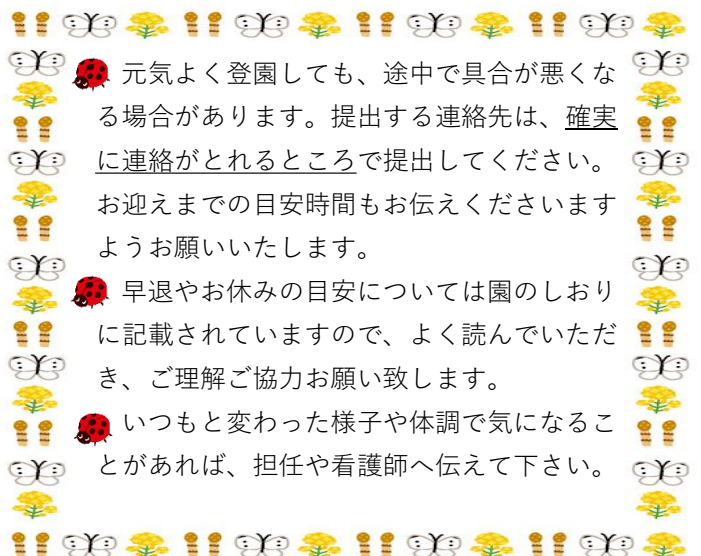 元気よく登園しても、途中で具合が悪くな
る場合があります。提出する連絡先は、確実
に連絡がとれるところで提出してください。
お迎えまでの目安時間もお伝えくださいます
ようお願いいたします。
早退やお休みの目安については園のしおり
に記載されていますので、よく読んでいただ
き、ご理解ご協力お願い致します。
いつもと変わった様子や体調で気になるこ
とがあれば、担任や看護師へ伝えて下さい。